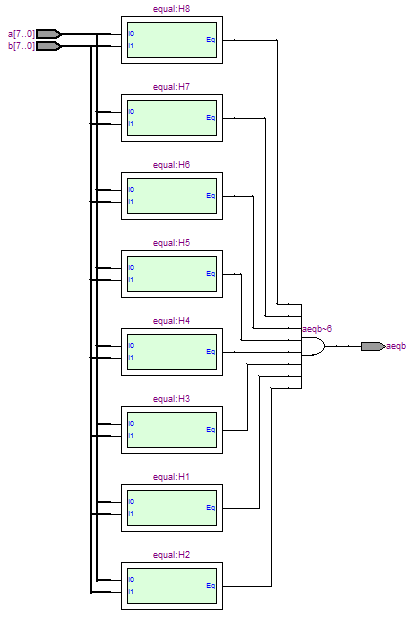 equal:H8
a[7..0]
b[7..0]
I0
I1
Eq
equal:H7
I0
I1
Eq
equal:H6
I0
I1
Eq
equal:H5
I0
I1
Eq
aeqb~6
aeqb
equal:H4
I0
I1
Eq
equal:H3
I0
I1
Eq
equal:H1
I0
I1
Eq
equal:H2
I0
I1
Eq